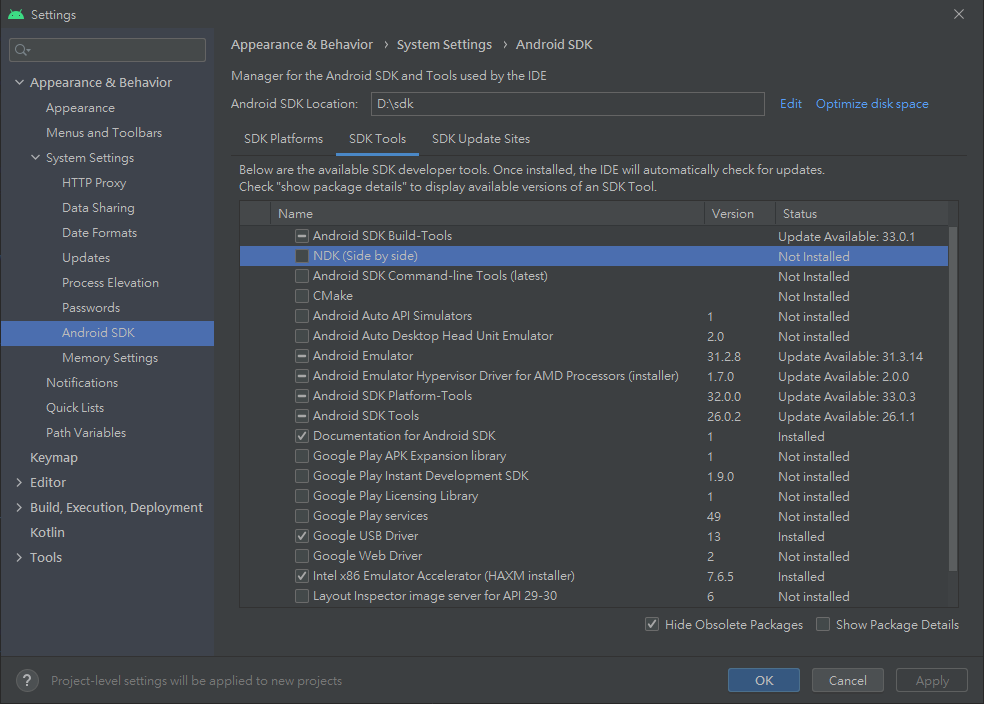 Settings
Appearance & Behavior › System Settings › Android SDK
Manager for the Android SDK and Tools used by the IDE
Android SDK Location: D:\sdk Edit Optimize disk space
Appearance & Behavior
Appearance
Menus and Toolbars
System Settings
HTTP Proxy
Data Sharing
Date Formats
Updates
Process Elevation
Passwords
Android SDK
Memory Settings
Notifications
Quick Lists
Path Variables
Keymap
Editor
Build, Execution, Deployment
Kotlin
Tools
SDK Platforms SDK Tools SDK Update Sites
Below are the available SDK developer tools. Once installed, the IDE will automatically check for updates.
Check "show package details" to display available versions of an SDK Tool.
Name Version Status
Android SDK Build-Tools Update Available: 33.0.1
NDK (Side by side) Not Installed
Android SDK Command-line Tools (latest) Not Installed
CMake Not Installed
Android Auto API Simulators 1 Not installed
Android Auto Desktop Head Unit Emulator 2.0 Not installed
Android Emulator 31.2.8 Update Available: 31.3.14
Android Emulator Hypervisor Driver for AMD Processors (installer) 1.7.0 Update Available: 2.0.0
Android SDK Platform-Tools 32.0.0 Update Available: 33.0.3
Android SDK Tools 26.0.2 Update Available: 26.1.1
Documentation for Android SDK 1 Installed
Google Play APK Expansion library 1 Not installed
Google Play Instant Development SDK 1.9.0 Not installed
Google Play Licensing Library 1 Not installed
Google Play services 49 Not installed
Google USB Driver 13 Installed
Google Web Driver 2 Not installed
Intel x86 Emulator Accelerator (HAXM installer) 7.6.5 Installed
Layout Inspector image server for API 29-30 6 Not installed
Hide Obsolete Packages Show Package Details
? Project-level settings will be applied to new projects
OK Cancel Apply